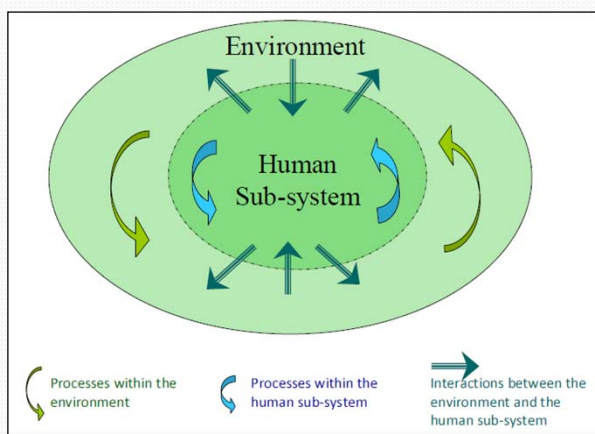 Environment
Human
Sub-system
Processes within the
environment
Processes within the
human sub-system
Interactions between the
environment and the
human sub-system